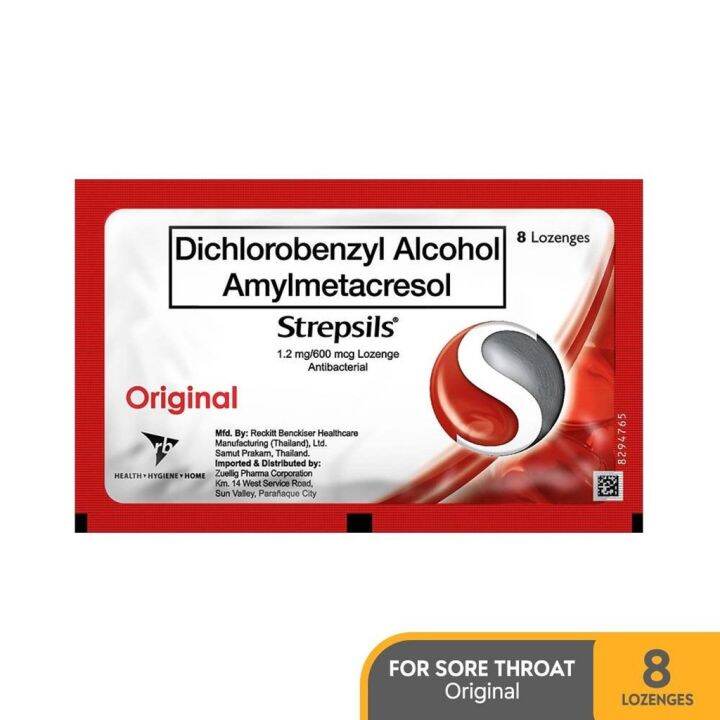 Dichlorobenzyl Alcohol
Amylmetacresol
8 Lozenges
Strepsils®
1.2 mg/600 mcg Lozenge
Antibacterial
Original
rb
HEALTH • HYGIENE • HOME
Mfd. By: Reckitt Benckiser Healthcare
Manufacturing (Thailand), Ltd.
Samut Prakam, Thailand.
Imported & Distributed by:
Zuellig Pharma Corporation
Km. 14 West Service Road,
Sun Valley, Parañaque City
8294765
FOR SORE THROAT
Original
8
LOZENGES